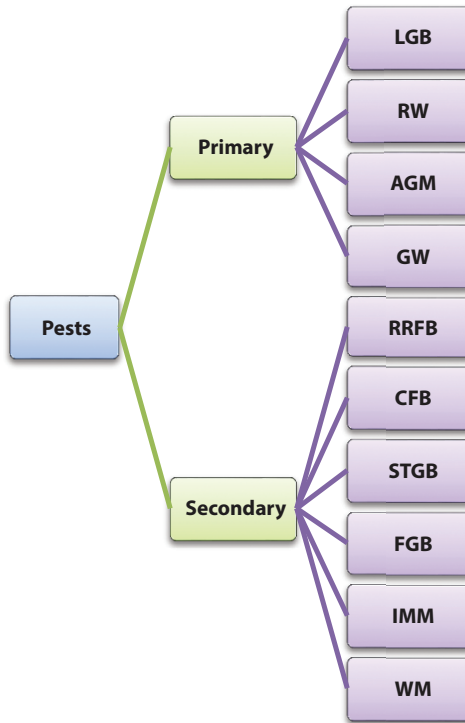 Pests
Primary
LGB
RW
AGM
GW
Secondary
RRFB
CFB
STGB
FGB
IMM
WM